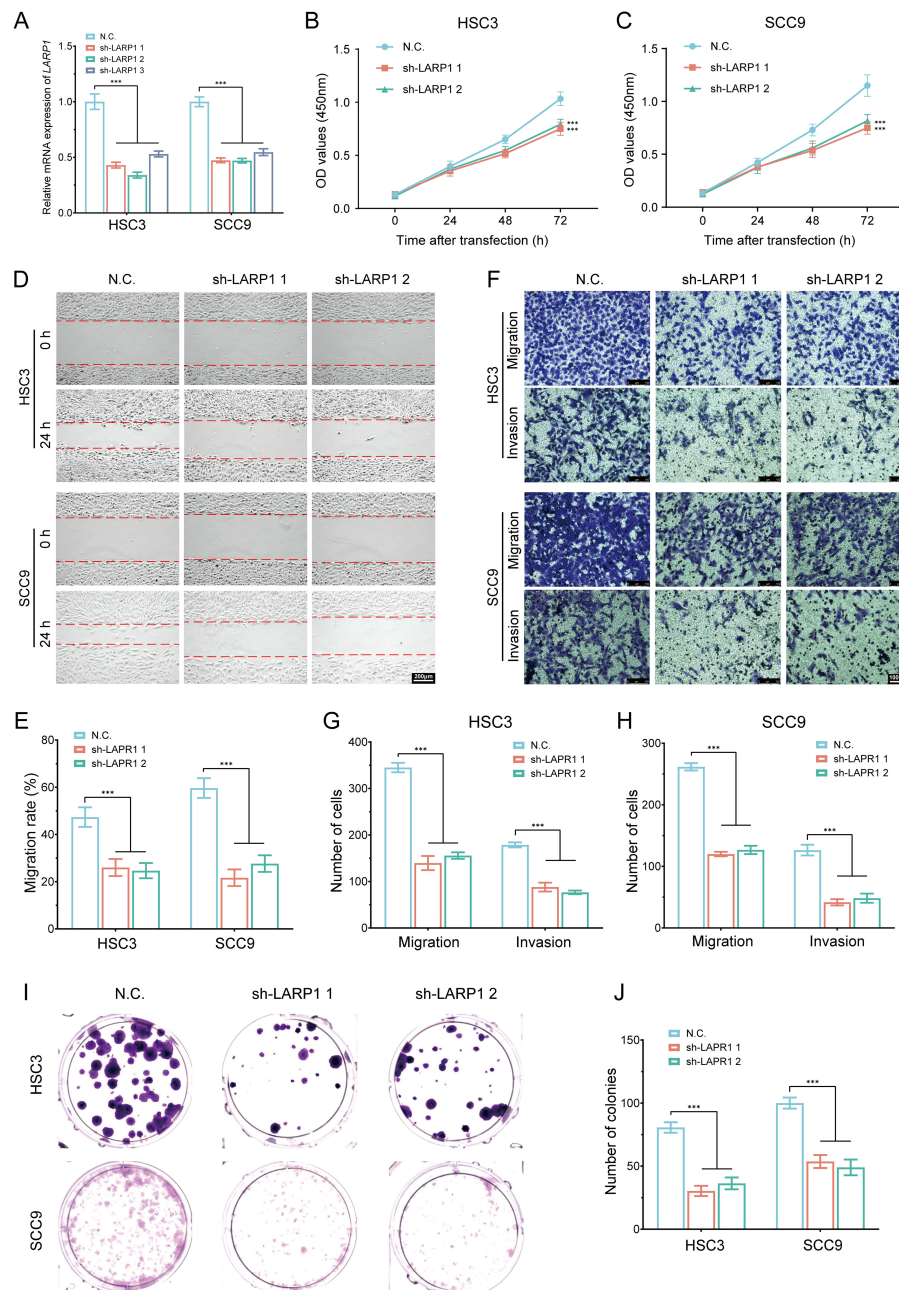 A
N.C.
sh-LARP1 1
sh-LARP1 2
sh-LARP1 3
Relative mRNA expression of LARP1
1.5
1.0
0.5
0.0
***
***
HSC3
SCC9
B
HSC3
N.C.
sh-LARP1 1
sh-LARP1 2
OD values (450nm)
1.5
1.0
0.5
0.0
***
***
0
24
48
72
Time after transfection (h)
C
SCC9
N.C.
sh-LARP1 1
sh-LARP1 2
OD values (450nm)
1.5
1.0
0.5
0.0
***
***
0
24
48
72
Time after transfection (h)
D
N.C.
sh-LARP1 1
sh-LARP1 2
HSC3
0 h
24h
SCC9
0 h
24 h
200μm
F
N.C.
sh-LARP1 1
sh-LARP1 2
HSC3
Migration
Invasion
SCC9
Migration
Invasion
100
E
N.C.
sh-LAPR1 1
sh-LAPR1 2
Migration rate (%)
80
60
40
20
0
***
***
HSC3
SCC9
G
HSC3
N.C.
sh-LAPR1 1
sh-LAPR1 2
Number of cells
400
300
200
100
0
***
***
Migration
Invasion
H
SCC9
N.C.
sh-LAPR1 1
sh-LAPR1 2
Number of cells
300
200
100
0
***
***
Migration
Invasion
I
N.C.
sh-LARP1 1
sh-LARP1 2
HSC3
SCC9
J
N.C.
sh-LAPR1 1
sh-LAPR1 2
Number of colonies
150
100
50
0
***
***
HSC3
SCC9